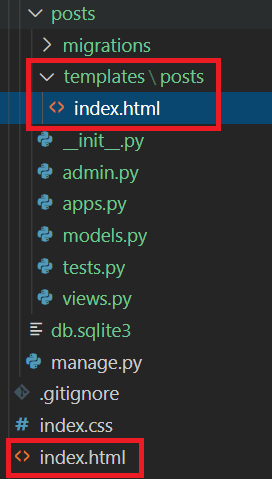 posts
migrations
templates \ posts
<> index.html
__init__.py
admin.py
apps.py
models.py
tests.py
views.py
db.sqlite3
manage.py
.gitignore
# index.css
<> index.html